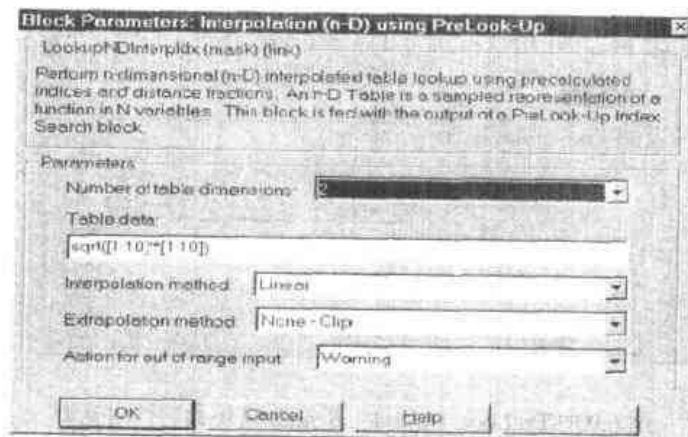 Block Parameters: Interpolation (n-D) using PreLook-Up
LookupNDInterpIdx (mask) (link)
Perform n-dimensional (n-D) interpolated table lookup using precalculated
indices and distance fractions. An n-D Table is a sampled representation of a
function in N variables. This block is fed with the output of a PreLook-Up Index
Search block.
Parameters
Number of table dimensions: 2
Table data:
sqrt([1:10]'*[1:10])
Interpolation method: Linear
Extrapolation method: None - Clip
Action for out of range input: Warning
OK Cancel Help